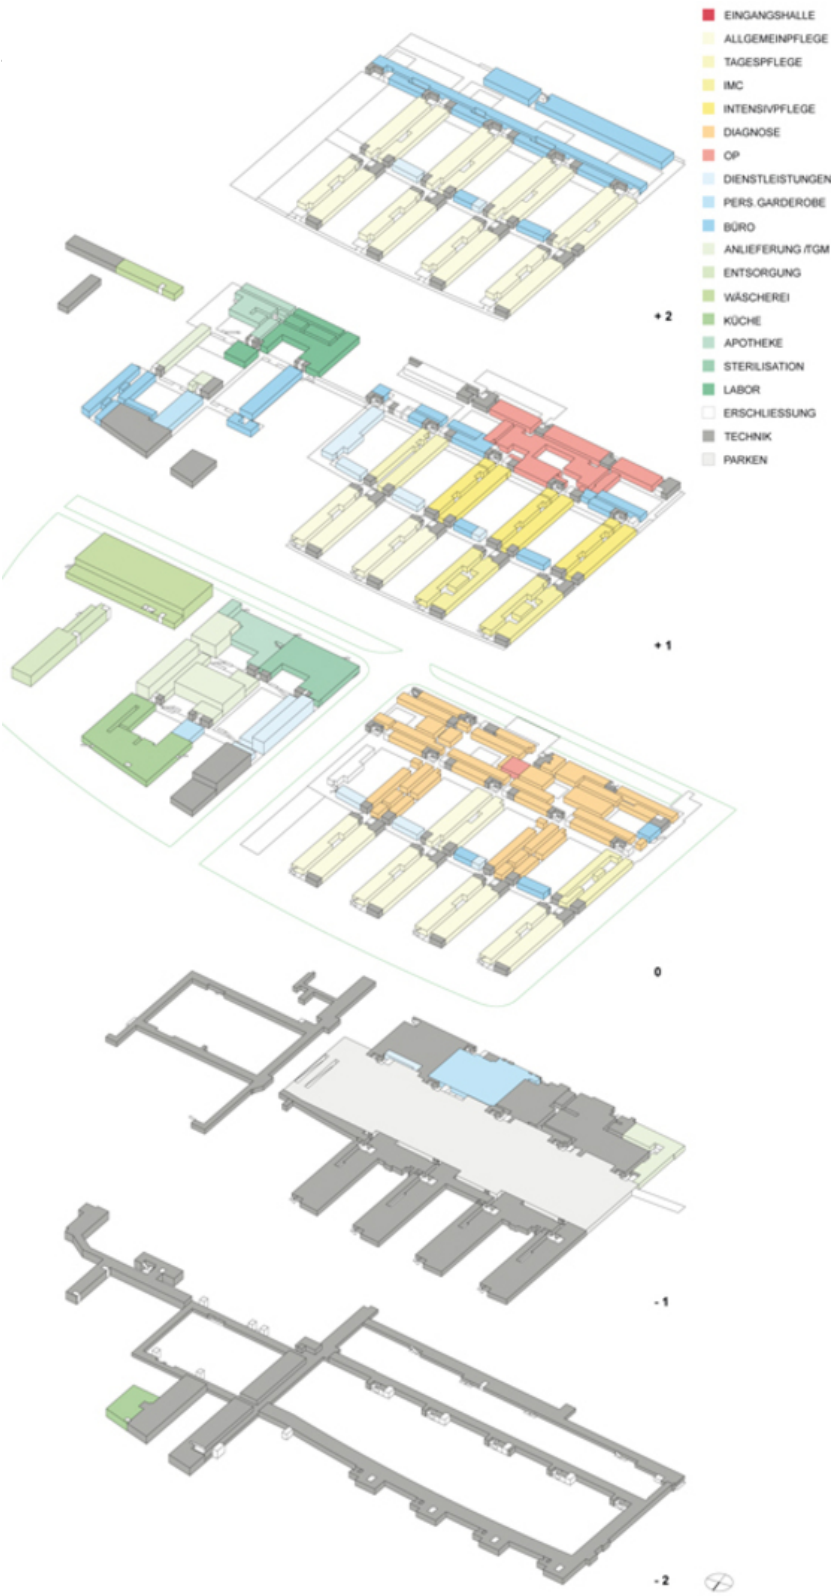 EINGANGSHALLE
ALLGEMEINPFLEGE
TAGESPFLEGE
IMC
INTENSIVPFLEGE
DIAGNOSE
OP
DIENSTLEISTUNGEN
PERS. GARDEROBE
BÜRO
ANLIEFERUNG /TGM
ENTSORGUNG
WÄSCHEREI
KÜCHE
APOTHEKE
STERILISATION
LABOR
ERSCHLIESSUNG
TECHNIK
PARKEN
+ 2
+ 1
0
- 1
- 2